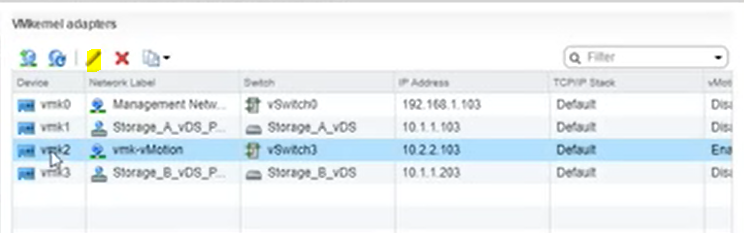 VMkernel adapters
Filter
Device Network Label Switch IP Address TCP/IP Stack vMot
vmk0 Management Netw... vSwitch0 192.168.1.103 Default Disa
vmk1 Storage_A_vDS_P... Storage_A_vDS 10.1.1.103 Default Disa
vmk2 vmk-vMotion vSwitch3 10.2.2.103 Default Ena
vmk3 Storage_B_vDS_P... Storage_B_vDS 10.1.1.203 Default Disa